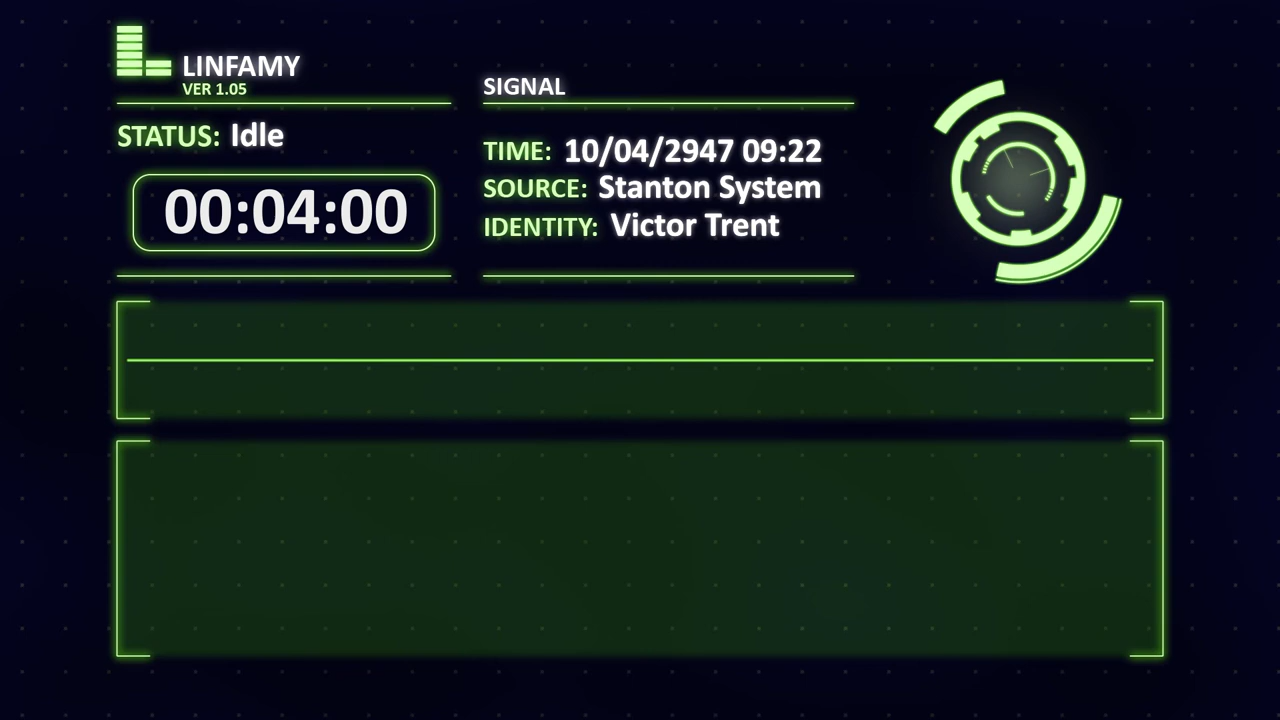 LINFAMY
VER 1.05
STATUS: Idle
00:04:00
SIGNAL
TIME: 10/04/2947 09:22
SOURCE: Stanton System
IDENTITY: Victor Trent